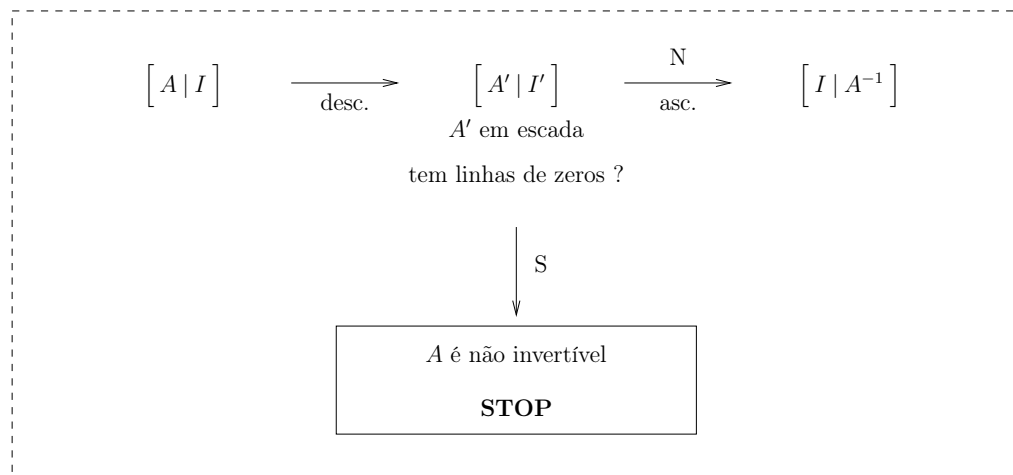 [ A | I ] desc. [ A′ | I′ ] N asc. [ I | A⁻¹ ]
A′ em escada
tem linhas de zeros ?
S
A é não invertível
STOP